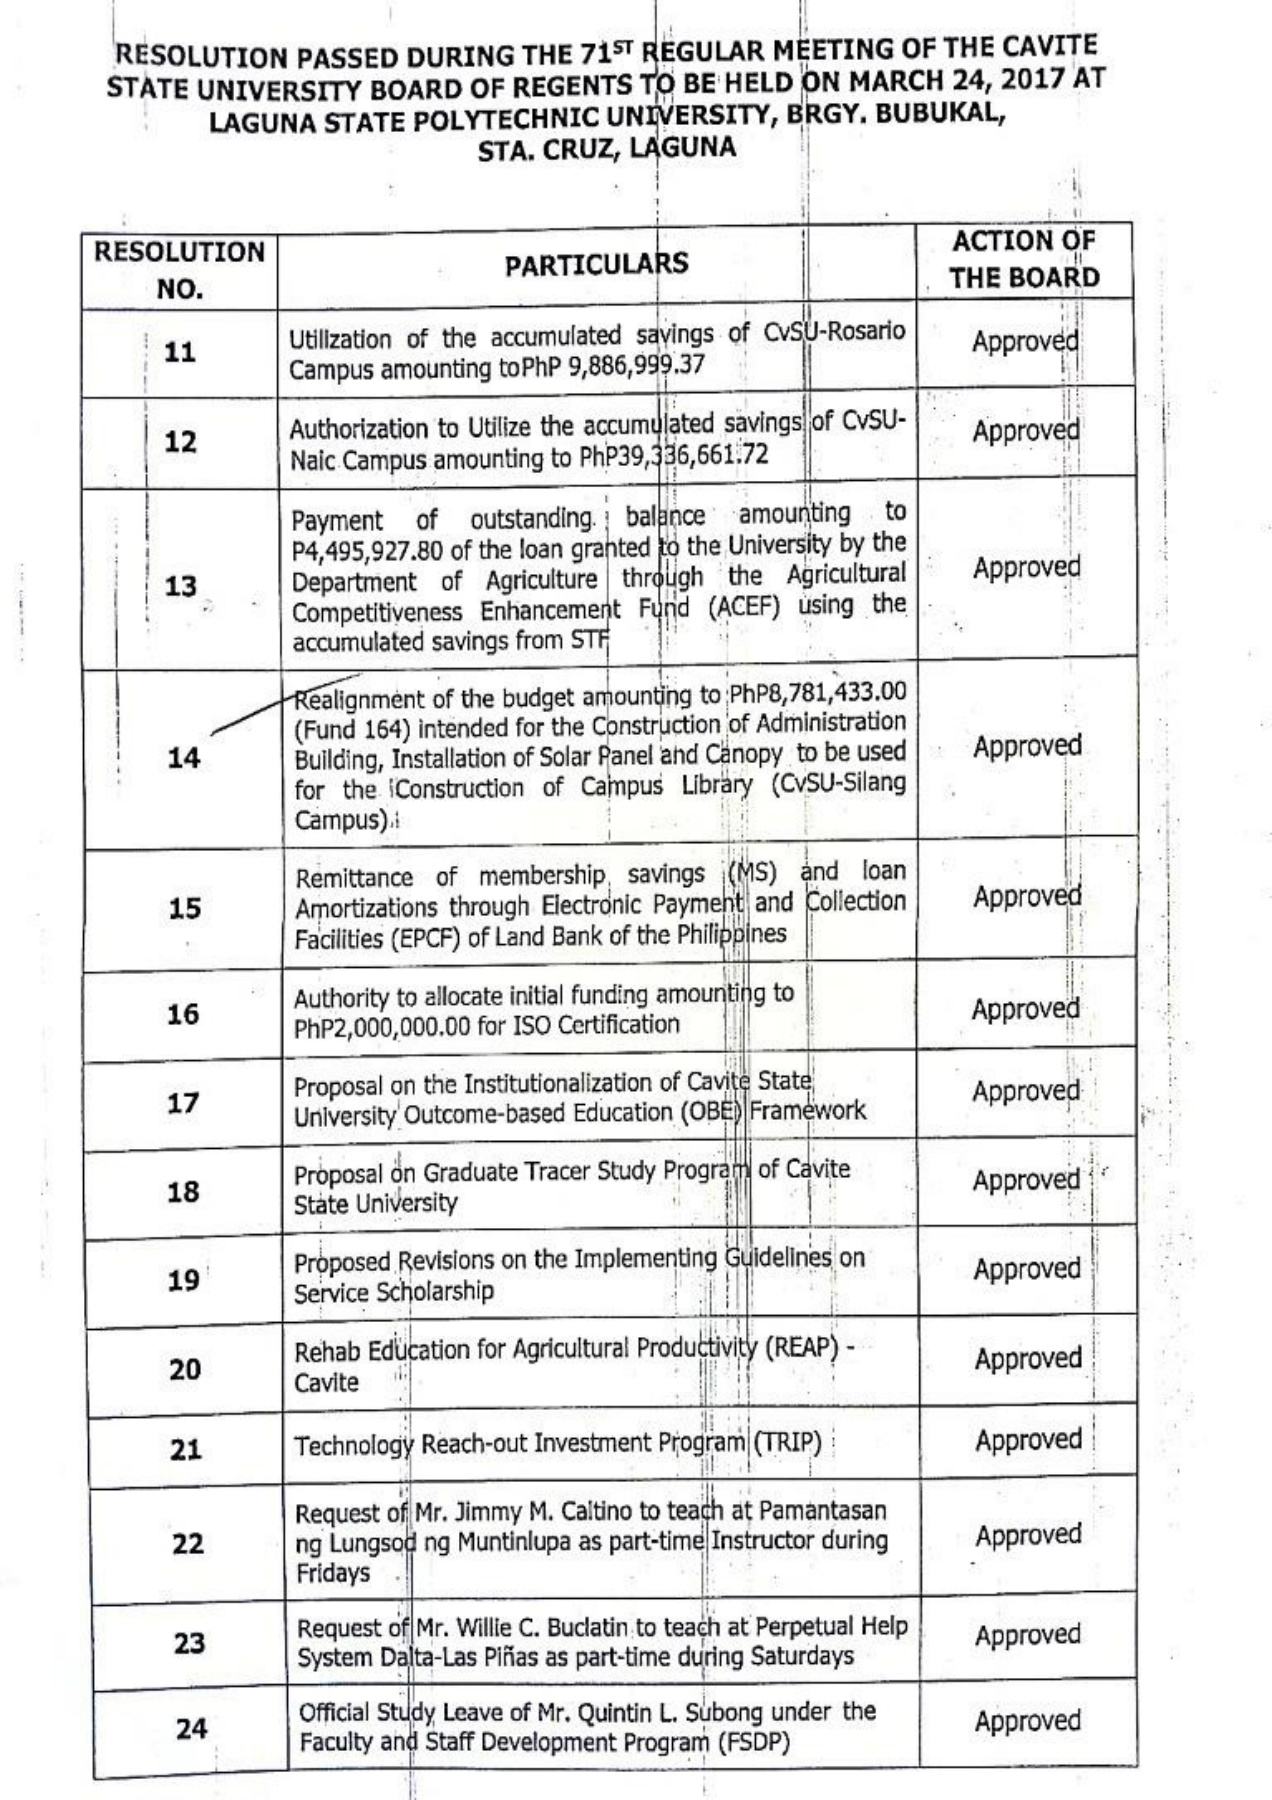 RESOLUTION PASSED DURING THE 71ST REGULAR MEETING OF THE CAVITE
STATE UNIVERSITY BOARD OF REGENTS TO BE HELD ON MARCH 24, 2017 AT
LAGUNA STATE POLYTECHNIC UNIVERSITY, BRGY. BUBUKAL,
STA. CRUZ, LAGUNA
RESOLUTION
NO.
PARTICULARS
ACTION OF
THE BOARD
11
Utilization of the accumulated savings of CvSU-Rosario
Campus amounting toPhP 9,886,999.37
Approved
12
Authorization to Utilize the accumulated savings of CvSU-
Naic Campus amounting to PhP39,336,661.72
Approved
13
Payment of outstanding balance amounting to
P4,495,927.80 of the loan granted to the University by the
Department of Agriculture through the Agricultural
Competitiveness Enhancement Fund (ACEF) using the
accumulated savings from STF
Approved
14
Realignment of the budget amounting to PhP8,781,433.00
(Fund 164) intended for the Construction of Administration
Building, Installation of Solar Panel and Canopy to be used
for the Construction of Campus Library (CvSU-Silang
Campus).
Approved
15
Remittance of membership savings (MS) and loan
Amortizations through Electronic Payment and Collection
Facilities (EPCF) of Land Bank of the Philippines
Approved
16
Authority to allocate initial funding amounting to
PhP2,000,000.00 for ISO Certification
Approved
17
Proposal on the Institutionalization of Cavite State
University Outcome-based Education (OBE) Framework
Approved
18
Proposal on Graduate Tracer Study Program of Cavite
State University
Approved
19
Proposed Revisions on the Implementing Guidelines on
Service Scholarship
Approved
20
Rehab Education for Agricultural Productivity (REAP) -
Cavite
Approved
21
Technology Reach-out Investment Program (TRIP)
Approved
22
Request of Mr. Jimmy M. Caltino to teach at Pamantasan
ng Lungsod ng Muntinlupa as part-time Instructor during
Fridays
Approved
23
Request of Mr. Willie C. Buclatin to teach at Perpetual Help
System Dalta-Las Piñas as part-time during Saturdays
Approved
24
Official Study Leave of Mr. Quintin L. Subong under the
Faculty and Staff Development Program (FSDP)
Approved